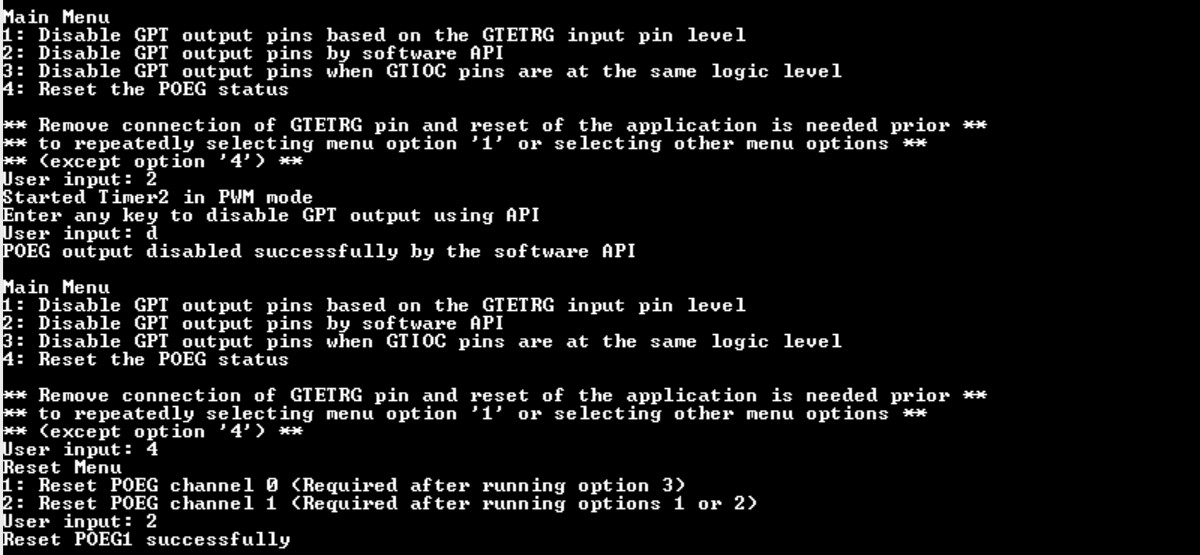 Main Menu
1: Disable GPT output pins based on the GTETRG input pin level
2: Disable GPT output pins by software API
3: Disable GPT output pins when GTIOC pins are at the same logic level
4: Reset the POEG status
** Remove connection of GTETRG pin and reset of the application is needed prior **
** to repeatedly selecting menu option '1' or selecting other menu options **
** (except option '4') **
User input: 2
Started Timer2 in PWM mode
Enter any key to disable GPT output using API
User input: d
POEG output disabled successfully by the software API
Main Menu
1: Disable GPT output pins based on the GTETRG input pin level
2: Disable GPT output pins by software API
3: Disable GPT output pins when GTIOC pins are at the same logic level
4: Reset the POEG status
** Remove connection of GTETRG pin and reset of the application is needed prior **
** to repeatedly selecting menu option '1' or selecting other menu options **
** (except option '4') **
User input: 4
Reset Menu
1: Reset POEG channel 0 (Required after running option 3)
2: Reset POEG channel 1 (Required after running options 1 or 2)
User input: 2
Reset POEG1 successfully